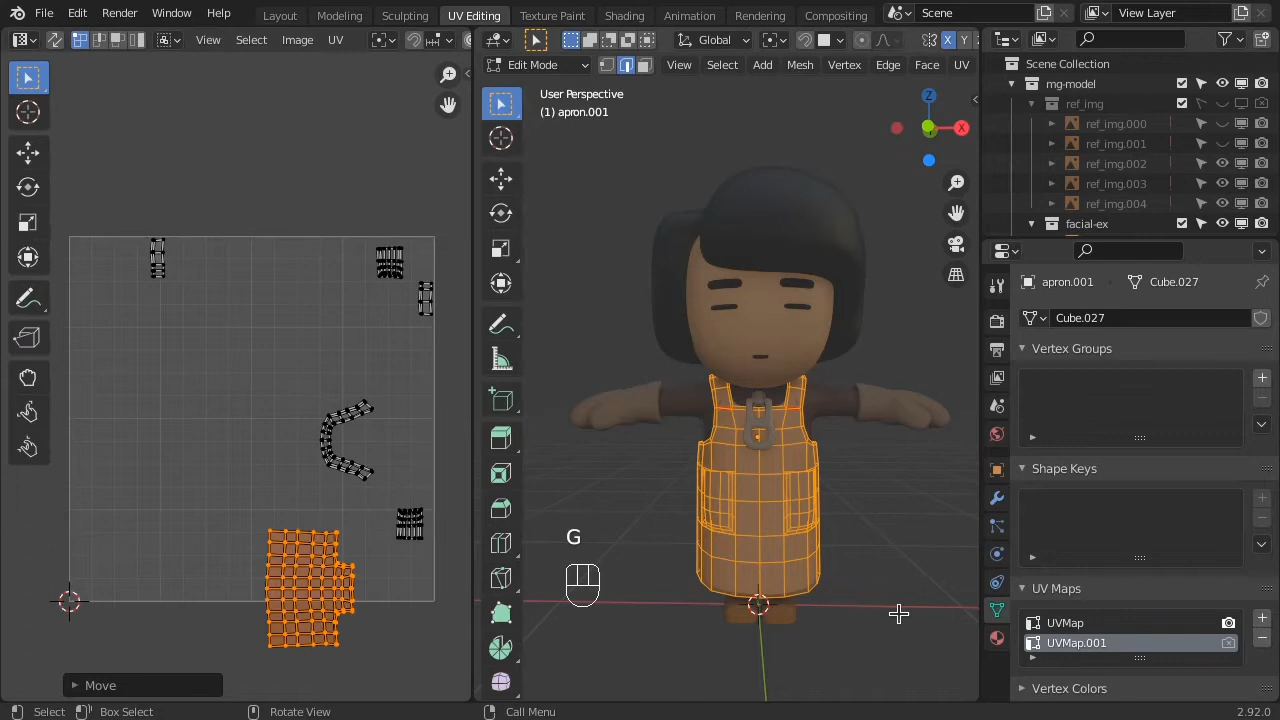 File Edit Render Window Help Layout Modeling Sculpting UV Editing Texture Paint Shading Animation Rendering Compositing Scene View Layer
View Select Image UV Global X Y
Edit Mode View Select Add Mesh Vertex Edge Face UV
Scene Collection
mg-model
ref_img
ref_img.000
ref_img.001
ref_img.002
ref_img.003
ref_img.004
facial-ex
User Perspective
(1) apron.001
Z
X
apron.001 Cube.027
Cube.027
Vertex Groups
Shape Keys
G
UV Maps
UVMap
UVMap.001
Move
Vertex Colors
Select Box Select Rotate View Call Menu 2.92.0